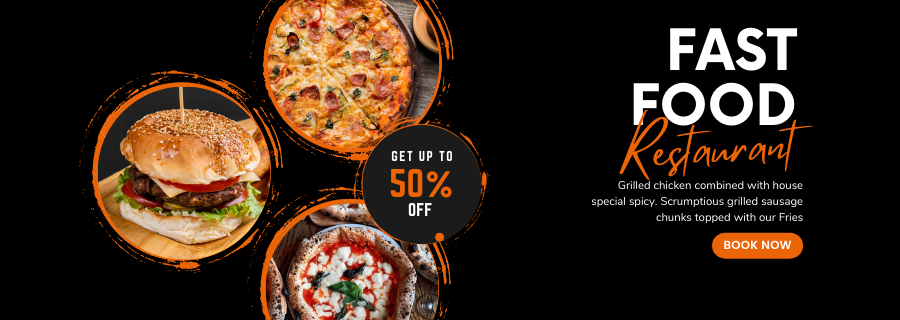 GET UP TO
50%
OFF
FAST
FOOD
Restaurant
Grilled chicken combined with house
special spicy. Scrumptious grilled sausage
chunks topped with our Fries
BOOK NOW